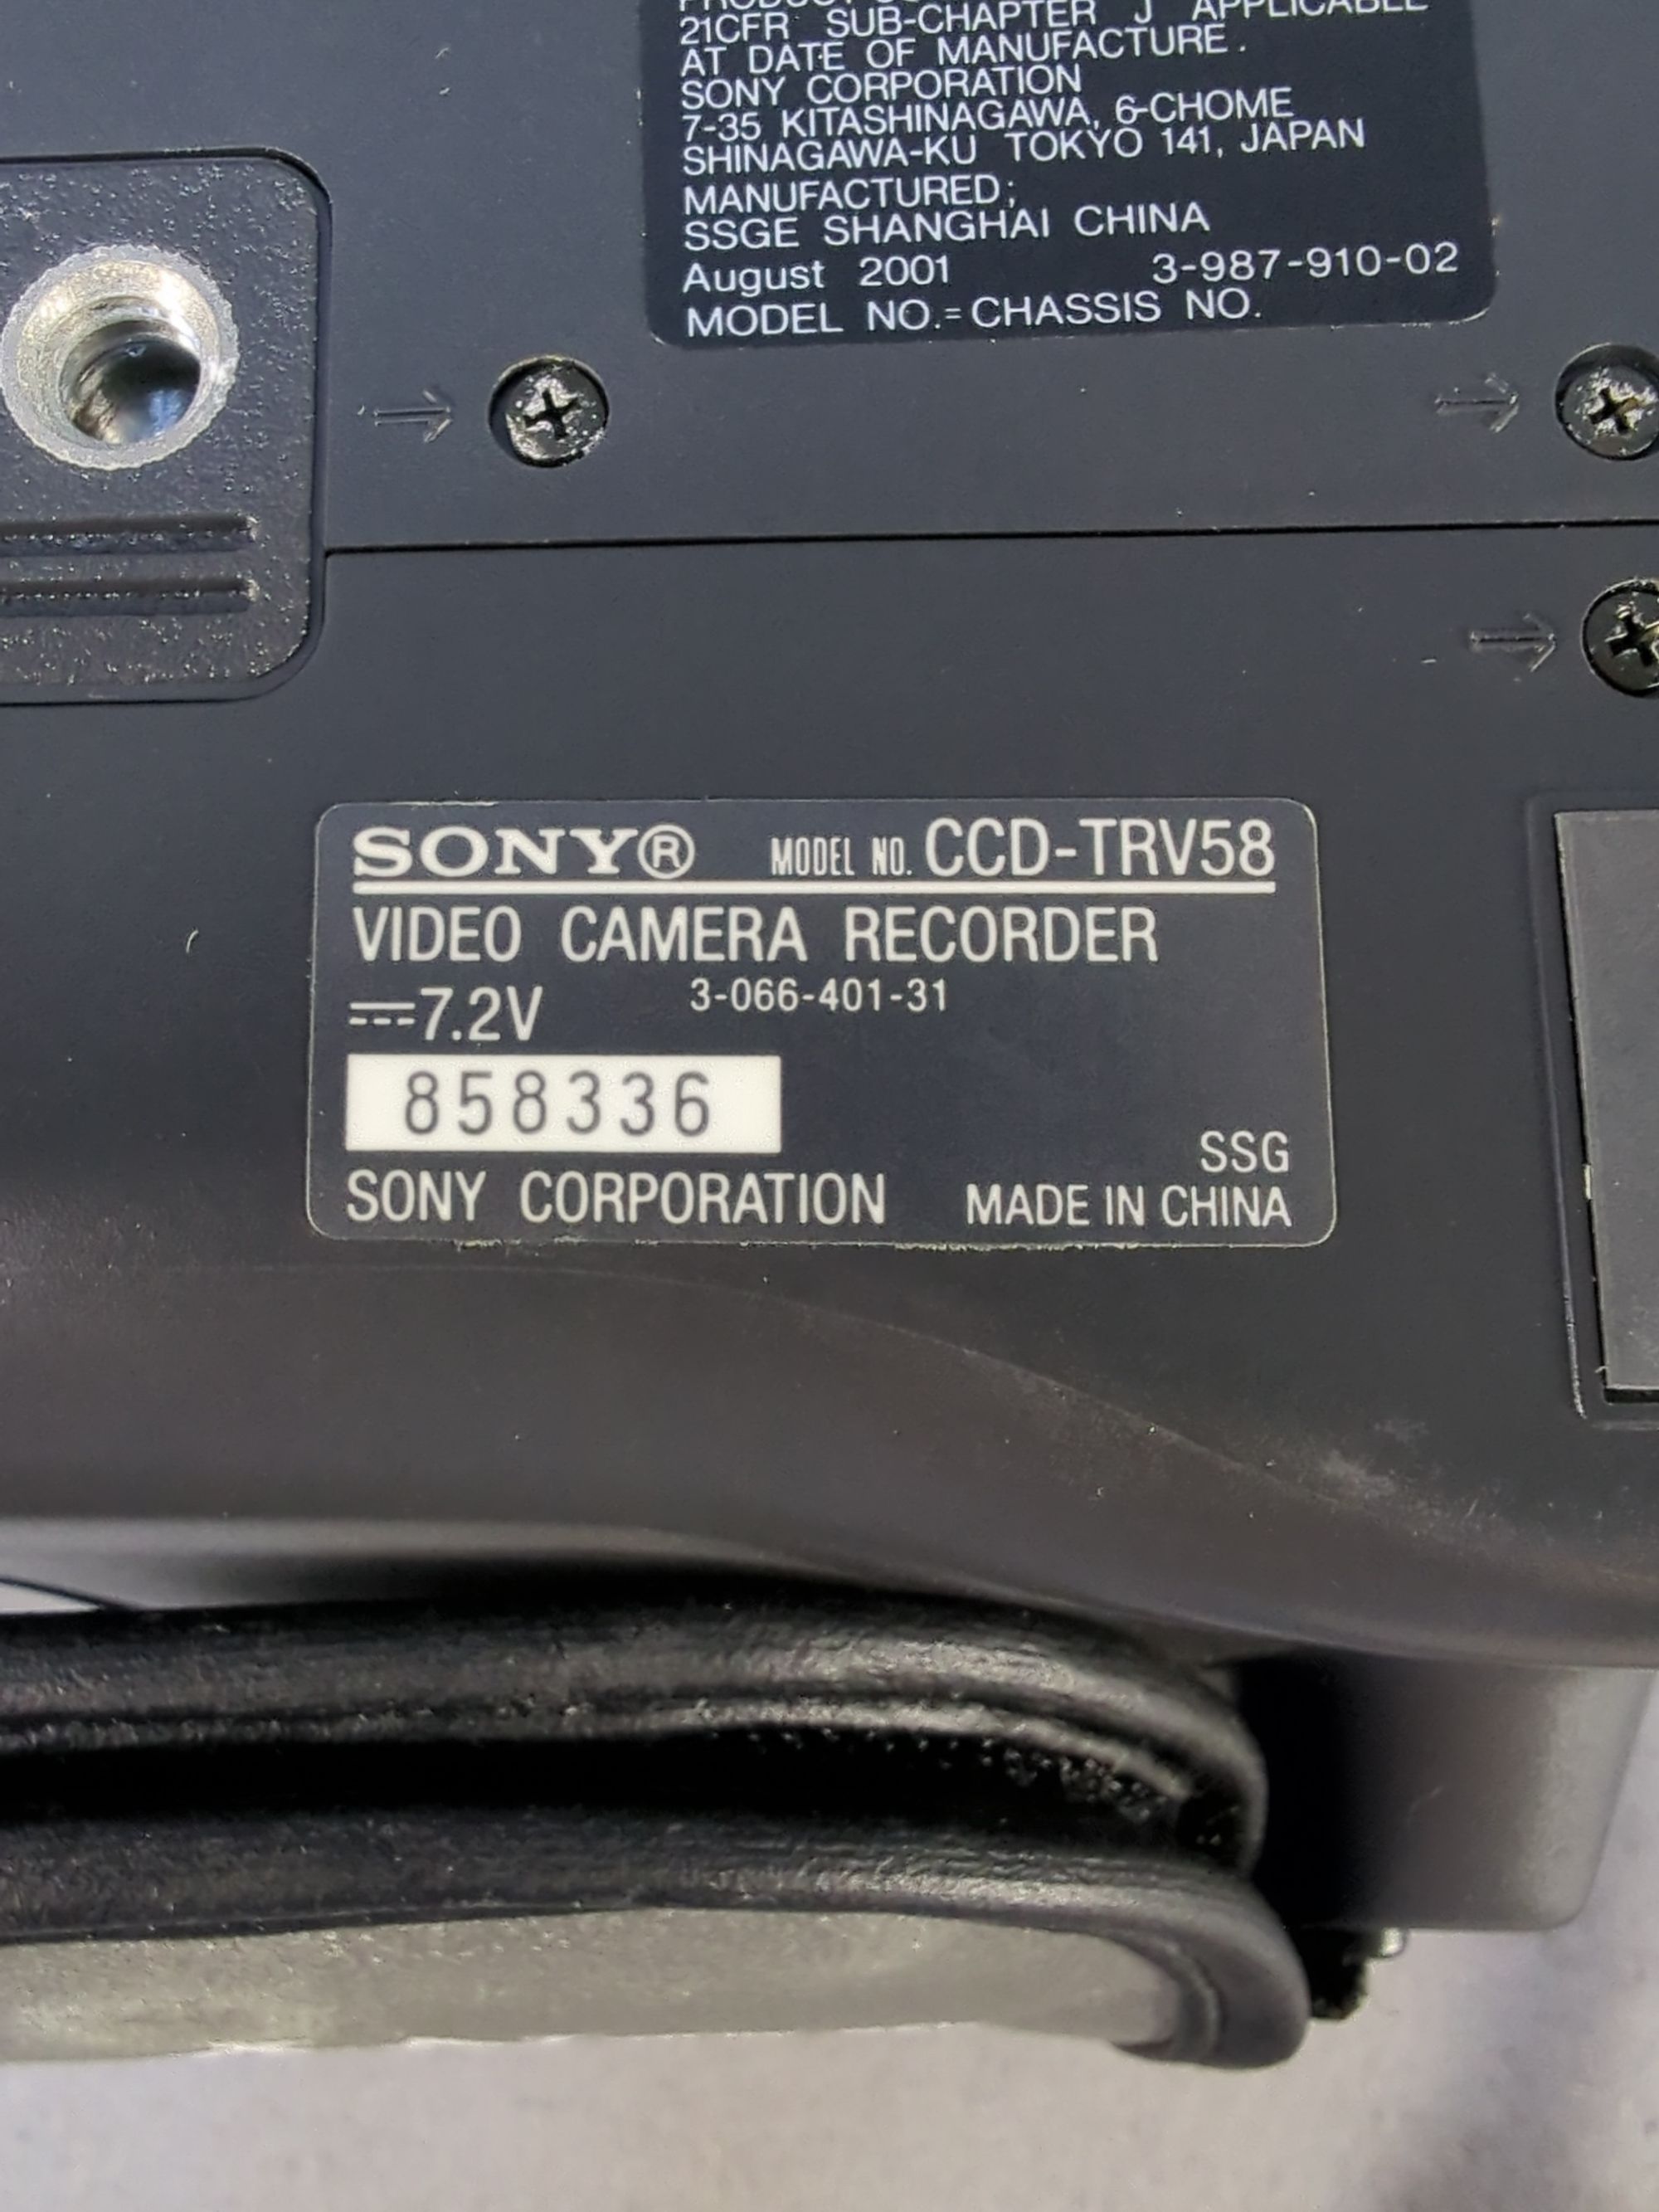 21CFR SUB-CHAPTER J APPLICABLE
AT DATE OF MANUFACTURE.
SONY CORPORATION
7-35 KITASHINAGAWA, 6-CHOME
SHINAGAWA-KU TOKYO 141, JAPAN
MANUFACTURED;
SSGE SHANGHAI CHINA
August 2001 3-987-910-02
MODEL NO.=CHASSIS NO.
SONY® MODEL NO. CCD-TRV58
VIDEO CAMERA RECORDER
⎓7.2V 3-066-401-31
858336
SSG
SONY CORPORATION MADE IN CHINA